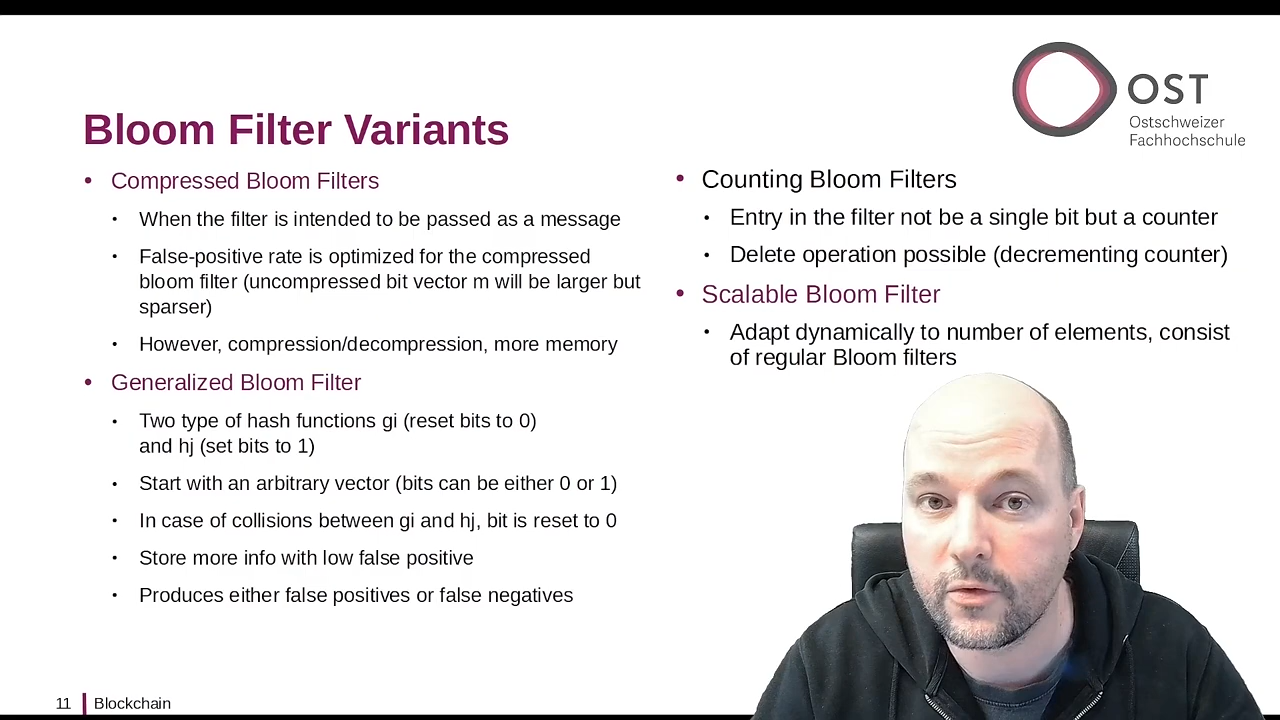 OST
Ostschweizer
Fachhochschule
Bloom Filter Variants
• Compressed Bloom Filters
• When the filter is intended to be passed as a message
• False-positive rate is optimized for the compressed
bloom filter (uncompressed bit vector m will be larger but
sparser)
• However, compression/decompression, more memory
• Generalized Bloom Filter
• Two type of hash functions gi (reset bits to 0)
and hj (set bits to 1)
• Start with an arbitrary vector (bits can be either 0 or 1)
• In case of collisions between gi and hj, bit is reset to 0
• Store more info with low false positive
• Produces either false positives or false negatives
• Counting Bloom Filters
• Entry in the filter not be a single bit but a counter
• Delete operation possible (decrementing counter)
• Scalable Bloom Filter
• Adapt dynamically to number of elements, consist
of regular Bloom filters
11 Blockchain